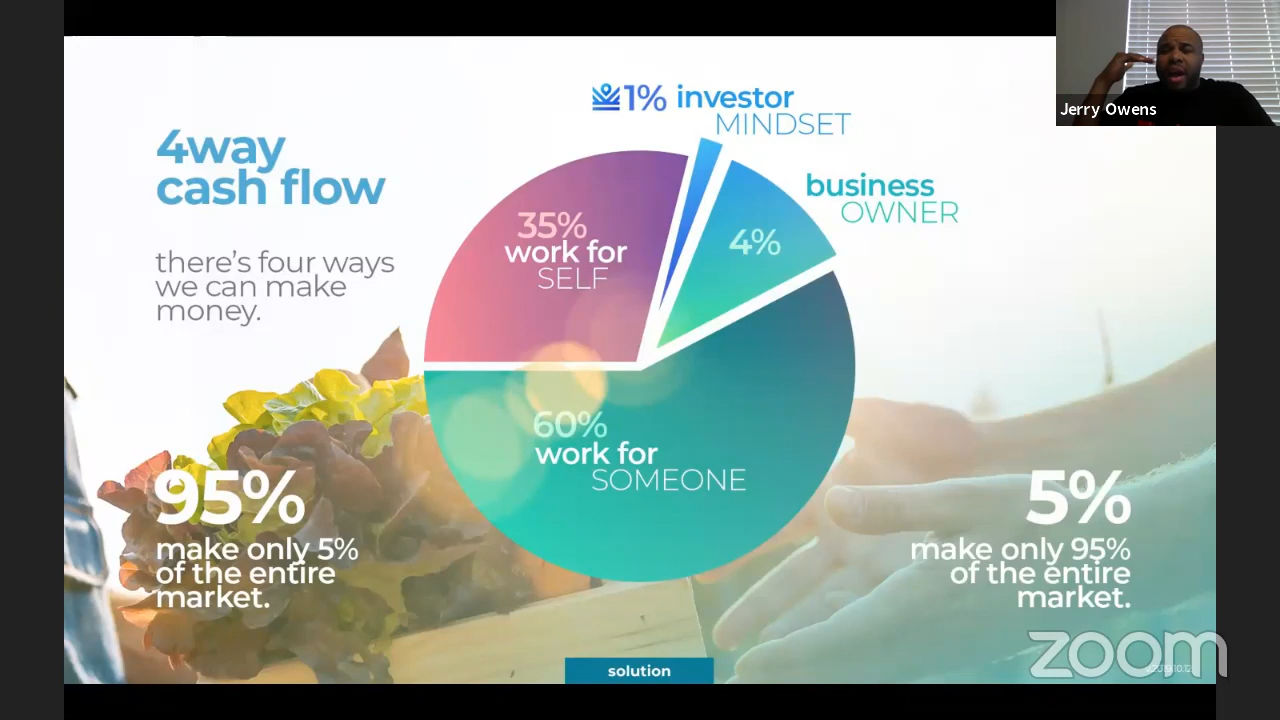 Jerry Owens
4way
cash flow
there's four ways
we can make
money.
1% investor
MINDSET
business
OWNER
4%
35%
work for
SELF
60%
work for
SOMEONE
95%
make only 5%
of the entire
market.
5%
make only 95%
of the entire
market.
solution
zoom